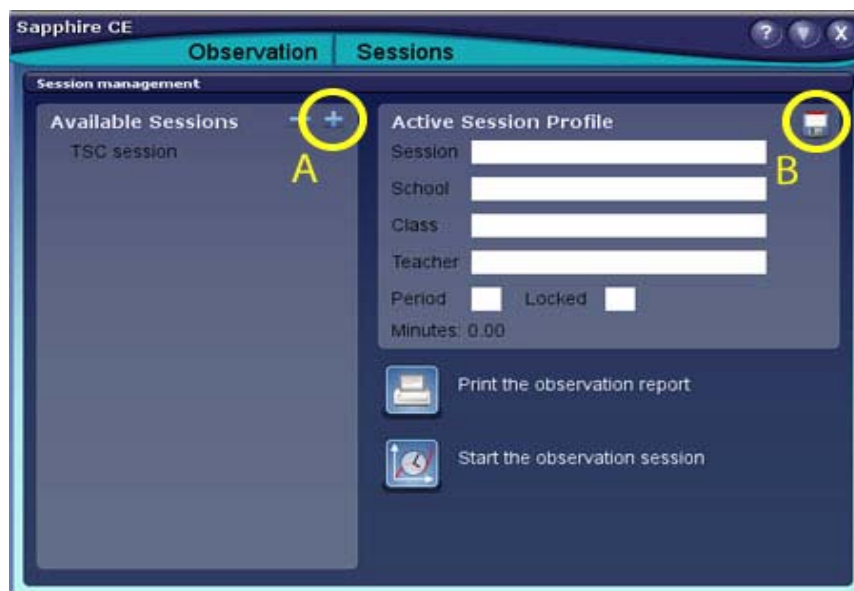 Sapphire CE
Observation Sessions
Session management
Available Sessions
TSC session
A
Active Session Profile
B
Session
School
Class
Teacher
Period Locked
Minutes: 0.00
Print the observation report
Start the observation session